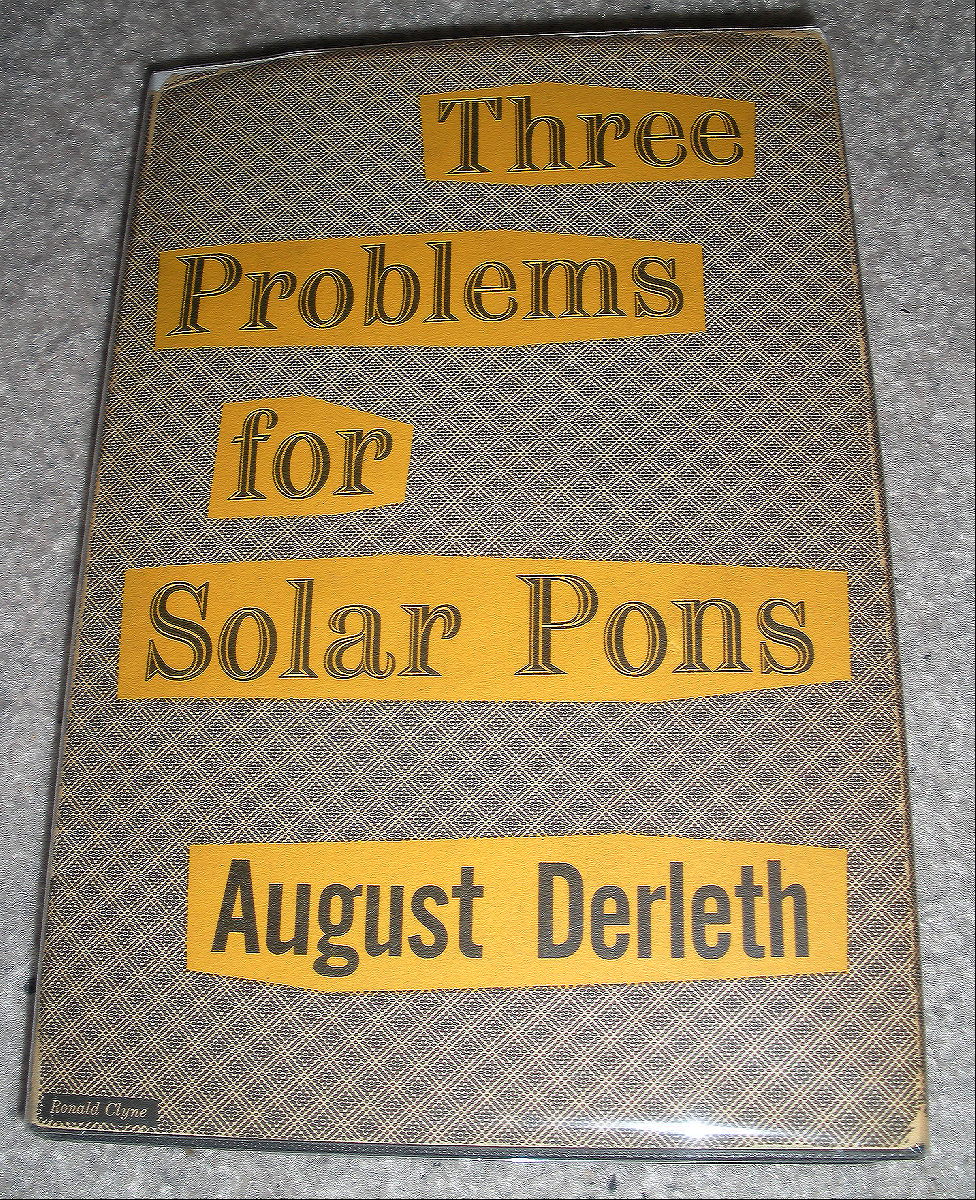 Three
Problems
for
Solar Pons
August Derleth
Ronald Clyne